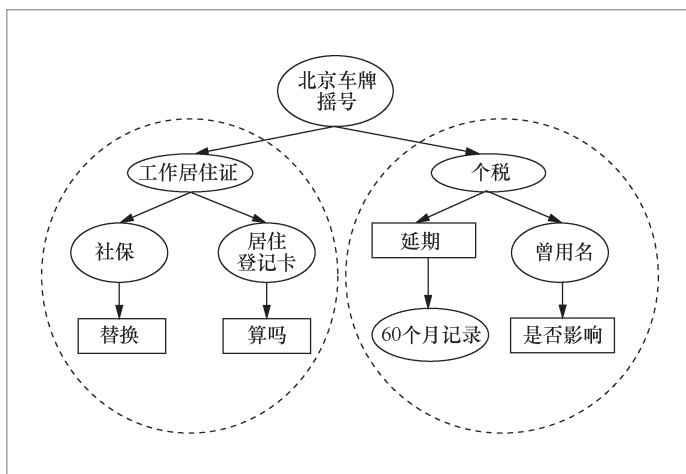 北京车牌
摇号
工作居住证
个税
社保
居住
登记卡
延期
曾用名
替换
算吗
60个月记录
是否影响